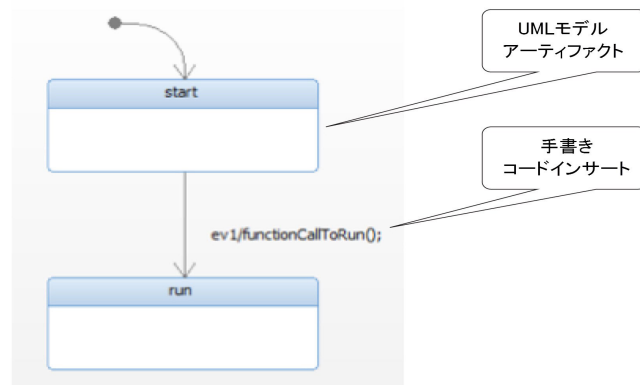 UMLモデル
アーティファクト
start
手書き
コードインサート
ev1/functionCallToRun();
run